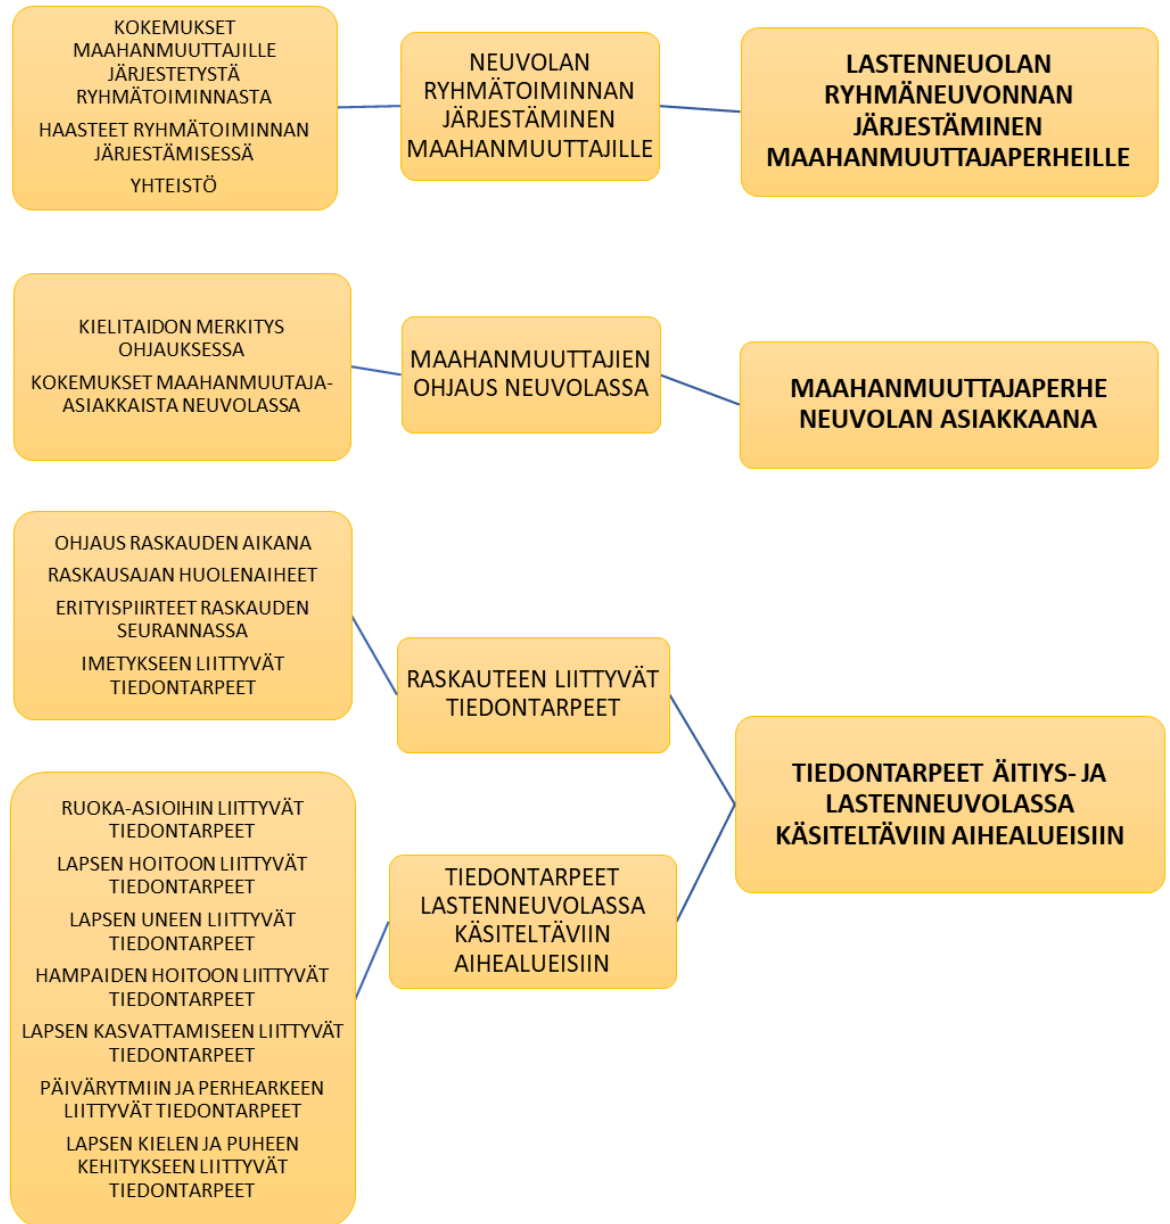 KOKEMUKSET
MAAHANMUUTTAJILLE
JÄRJESTETYSTÄ
RYHMÄTOIMINNASTA
HAASTEET RYHMÄTOIMINNAN
JÄRJESTÄMISESSÄ
YHTEISTÖ
NEUVOLAN
RYHMÄTOIMINNAN
JÄRJESTÄMINEN
MAAHANMUUTTAJILLE
LASTENNEUOLAN
RYHMÄNEUVONNAN
JÄRJESTÄMINEN
MAAHANMUUTTAJAPERHEILLE
KIELITAIDON MERKITYS
OHJAUKSESSA
KOKEMUKSET MAAHANMUUTAJA-
ASIAKKAISTA NEUVOLASSA
MAAHANMUUTTAJIEN
OHJAUS NEUVOLASSA
MAAHANMUUTTAJAPERHE
NEUVOLAN ASIAKKAANA
OHJAUS RASKAUDEN AIKANA
RASKAUSAJAN HUOLENAIHEET
ERITYISPIIRTEET RASKAUDEN
SEURANNASSA
IMETYKSEEN LIITTYVÄT
TIEDONTARPEET
RASKAUTEEN LIITTYVÄT
TIEDONTARPEET
RUOKA-ASIOIHIN LIITTYVÄT
TIEDONTARPEET
LAPSEN HOITOON LIITTYVÄT
TIEDONTARPEET
LAPSEN UNEEN LIITTYVÄT
TIEDONTARPEET
HAMPAIDEN HOITOON LIITTYVÄT
TIEDONTARPEET
LAPSEN KASVATTAMISEEN LIITTYVÄT
TIEDONTARPEET
PÄIVÄRYTMIIN JA PERHEARKEEN
LIITTYVÄT TIEDONTARPEET
LAPSEN KIELEN JA PUHEEN
KEHITYKSEEN LIITTYVÄT
TIEDONTARPEET
TIEDONTARPEET
LASTENNEUVOLASSA
KÄSITELTÄVIIN
AIHEALUEISIIN
TIEDONTARPEET ÄITIYS- JA
LASTENNEUVOLASSA
KÄSITELTÄVIIN AIHEALUEISIIN